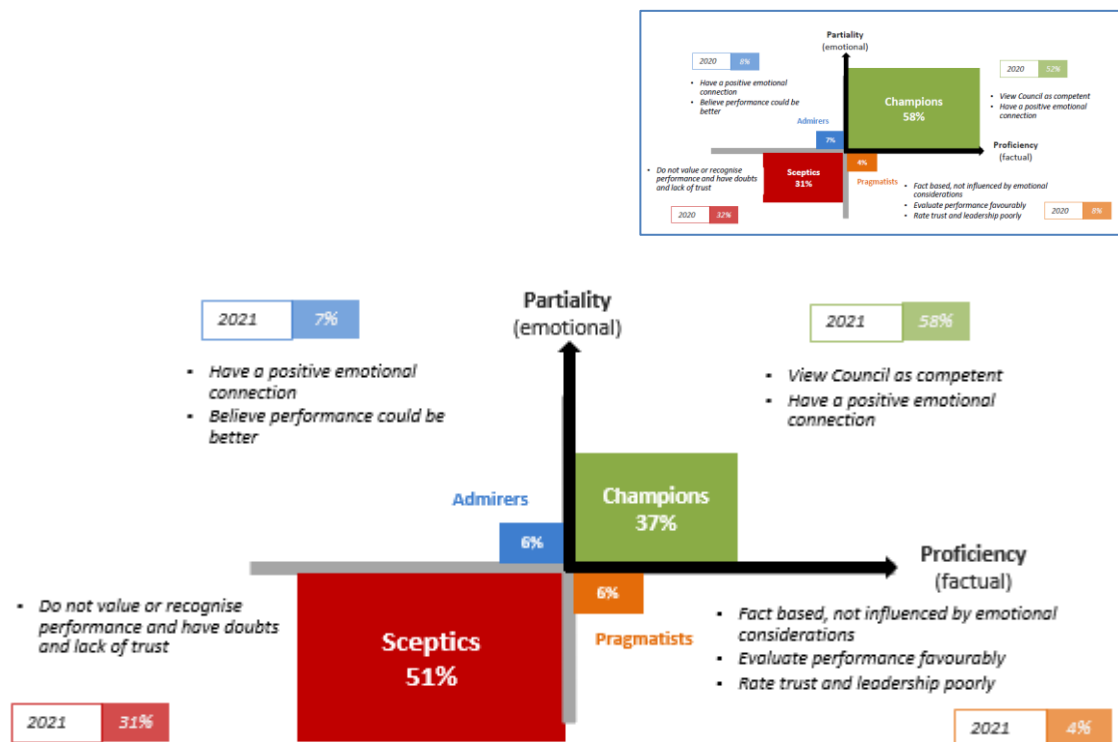 Partiality
(emotional)
2020 8%
▪ Have a positive emotional
connection
▪ Believe performance could be
better
2020 52%
▪ View Council as competent
▪ Have a positive emotional
connection
Champions
58%
Admirers
7%
Proficiency
(factual)
4%
Pragmatists
Sceptics
31%
▪ Do not value or recognise
performance and have doubts
and lack of trust
▪ Fact based, not influenced by emotional
considerations
▪ Evaluate performance favourably
▪ Rate trust and leadership poorly
2020 32%
2020 8%
Partiality
(emotional)
2021 7%
▪ Have a positive emotional
connection
▪ Believe performance could be
better
2021 58%
▪ View Council as competent
▪ Have a positive emotional
connection
Admirers
6%
Champions
37%
Proficiency
(factual)
6%
Pragmatists
▪ Do not value or recognise
performance and have doubts
and lack of trust
Sceptics
51%
▪ Fact based, not influenced by emotional
considerations
▪ Evaluate performance favourably
▪ Rate trust and leadership poorly
2021 31%
2021 4%